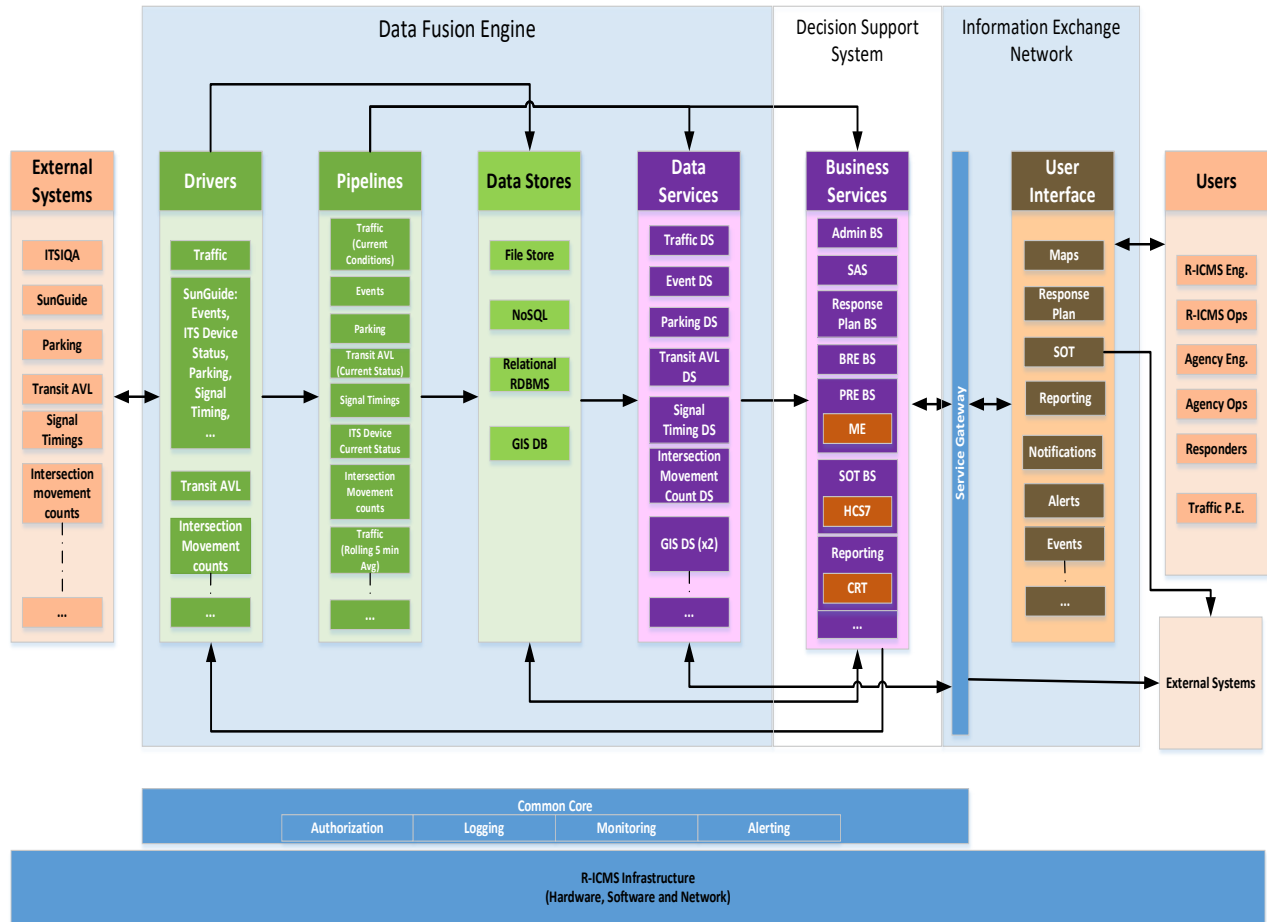 Data Fusion Engine
Decision Support
System
Information Exchange
Network
External
Systems
ITSIQA
SunGuide
Parking
Transit AVL
Signal
Timings
Intersection
movement
counts
...
Drivers
Traffic
SunGuide:
Events,
ITS Device
Status,
Parking,
Signal
Timing,
...
Transit AVL
Intersection
Movement
counts
...
Pipelines
Traffic
(Current
Conditions)
Events
Parking
Transit AVL
(Current Status)
Signal Timings
ITS Device
Current Status
Intersection
Movement
counts
Traffic
(Rolling 5 min
Avg)
...
Data Stores
File Store
NoSQL
Relational
RDBMS
GIS DB
Data
Services
Traffic DS
Event DS
Parking DS
Transit AVL
DS
Signal
Timing DS
Intersection
Movement
Count DS
GIS DS (x2)
...
Business
Services
Admin BS
SAS
Response
Plan BS
BRE BS
PRE BS
ME
SOT BS
HCS7
Reporting
CRT
...
Service Gateway
User
Interface
Maps
Response
Plan
SOT
Reporting
Notifications
Alerts
Events
...
Users
R-ICMS Eng.
R-ICMS Ops
Agency Eng.
Agency Ops
Responders
Traffic P.E.
External Systems
Common Core
Authorization
Logging
Monitoring
Alerting
R-ICMS Infrastructure
(Hardware, Software and Network)